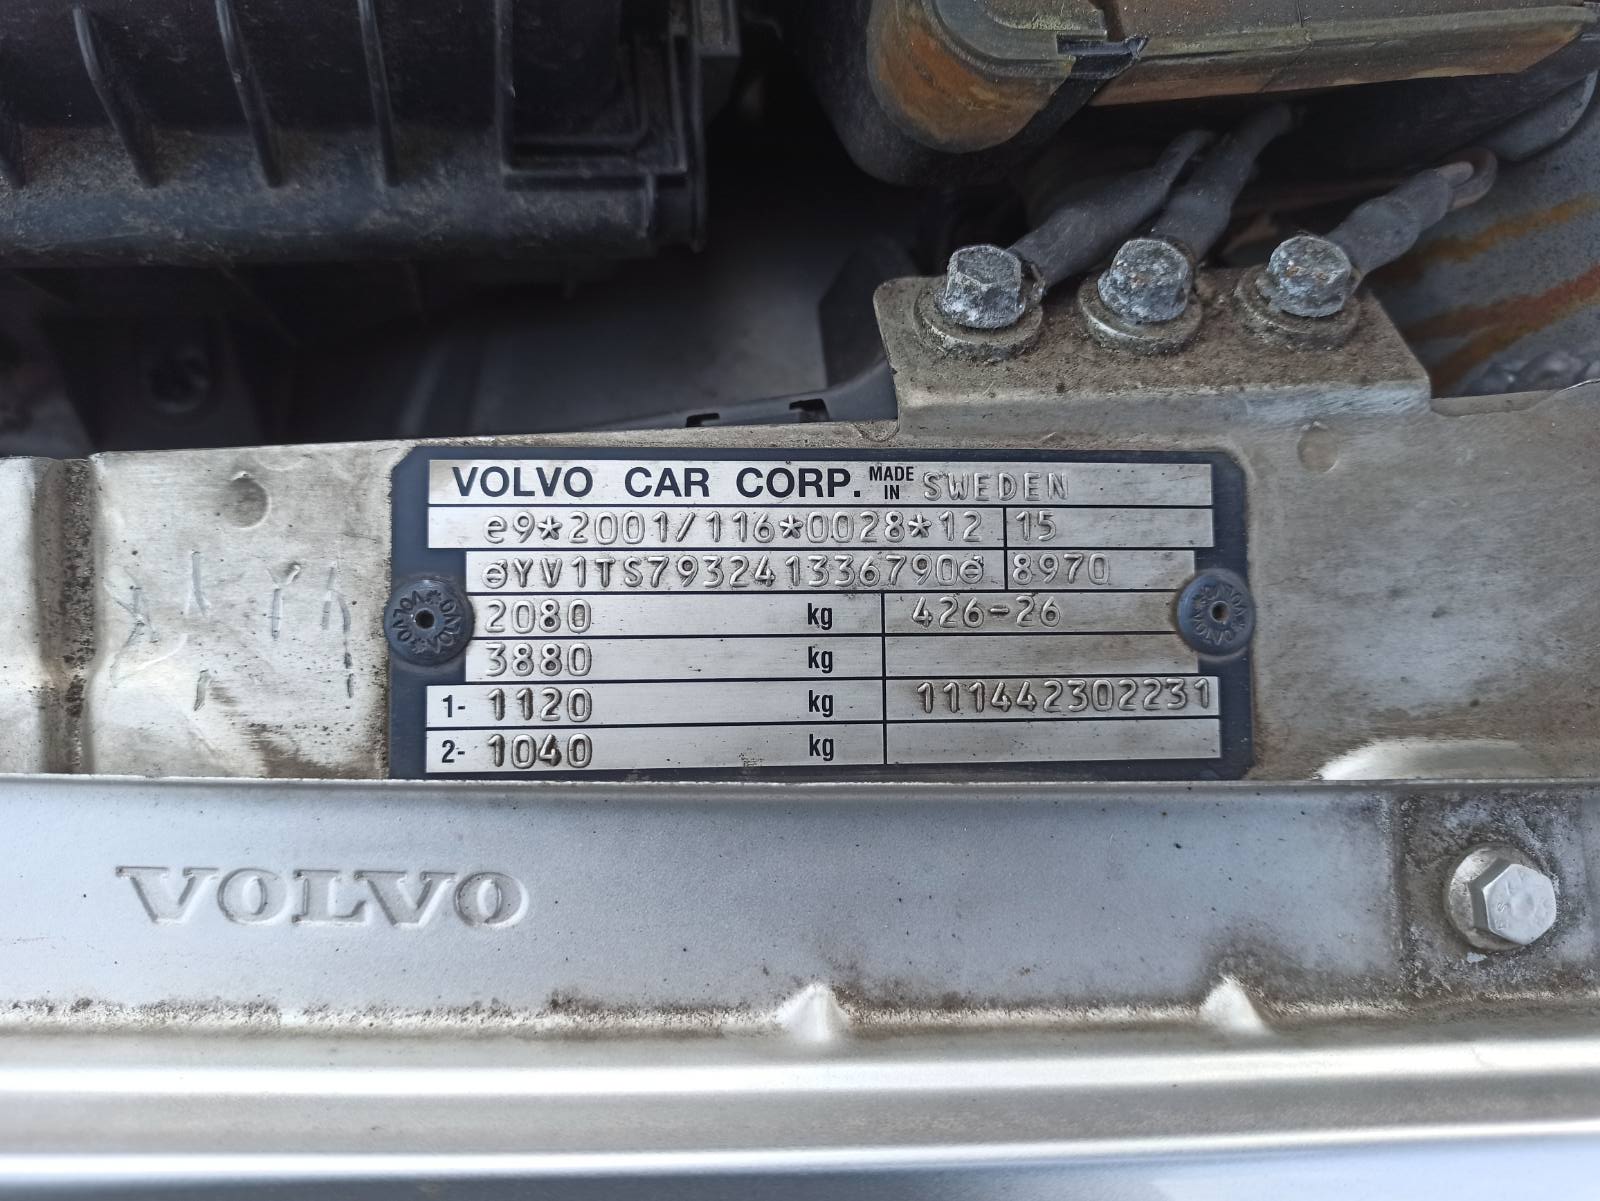 VOLVO CAR CORP. MADE IN SWEDEN
e9*2001/116*0028*12 15
YV1TS793241336790 8970
2080 kg 426-26
3880 kg
1- 1120 kg 111442302231
2- 1040 kg
VOLVO